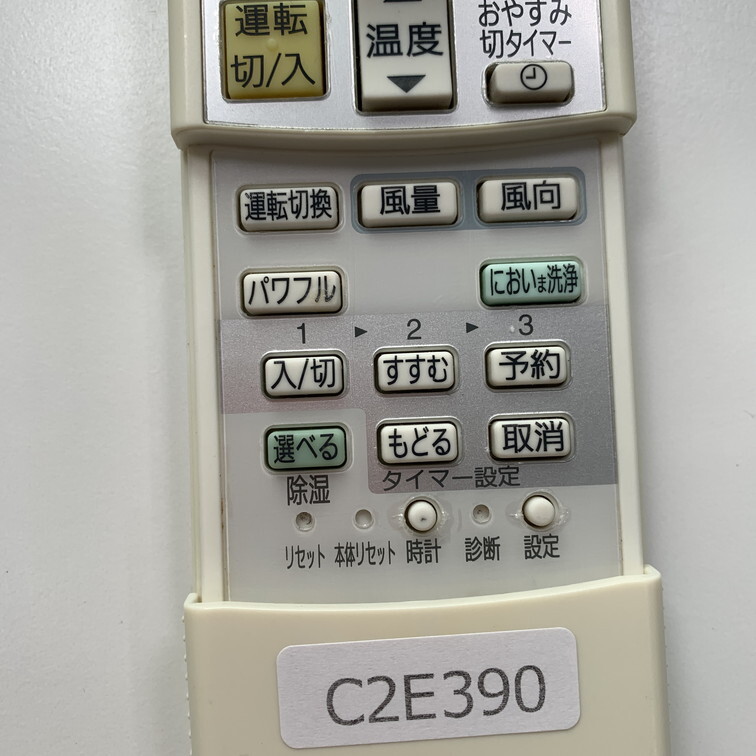 運転
切/入
温度
おやすみ
切タイマー
運転切換
風量
風向
パワフル
においま洗浄
1 ▶ 2 ▶ 3
入/切
すすむ
予約
選べる
もどる
取消
除湿
タイマー設定
リセット
本体リセット
時計
診断
設定
C2E390